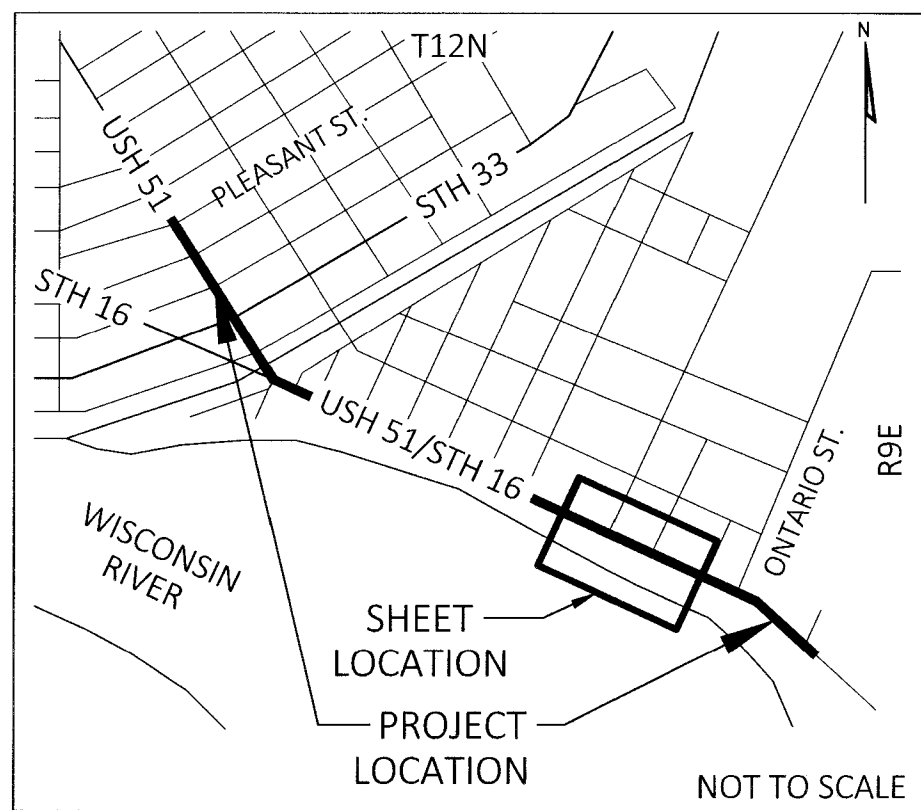 T12N
N
USH 51
PLEASANT ST.
STH 33
STH 16
USH 51/STH 16
ONTARIO ST.
R9E
WISCONSIN
RIVER
SHEET
LOCATION
PROJECT
LOCATION
NOT TO SCALE